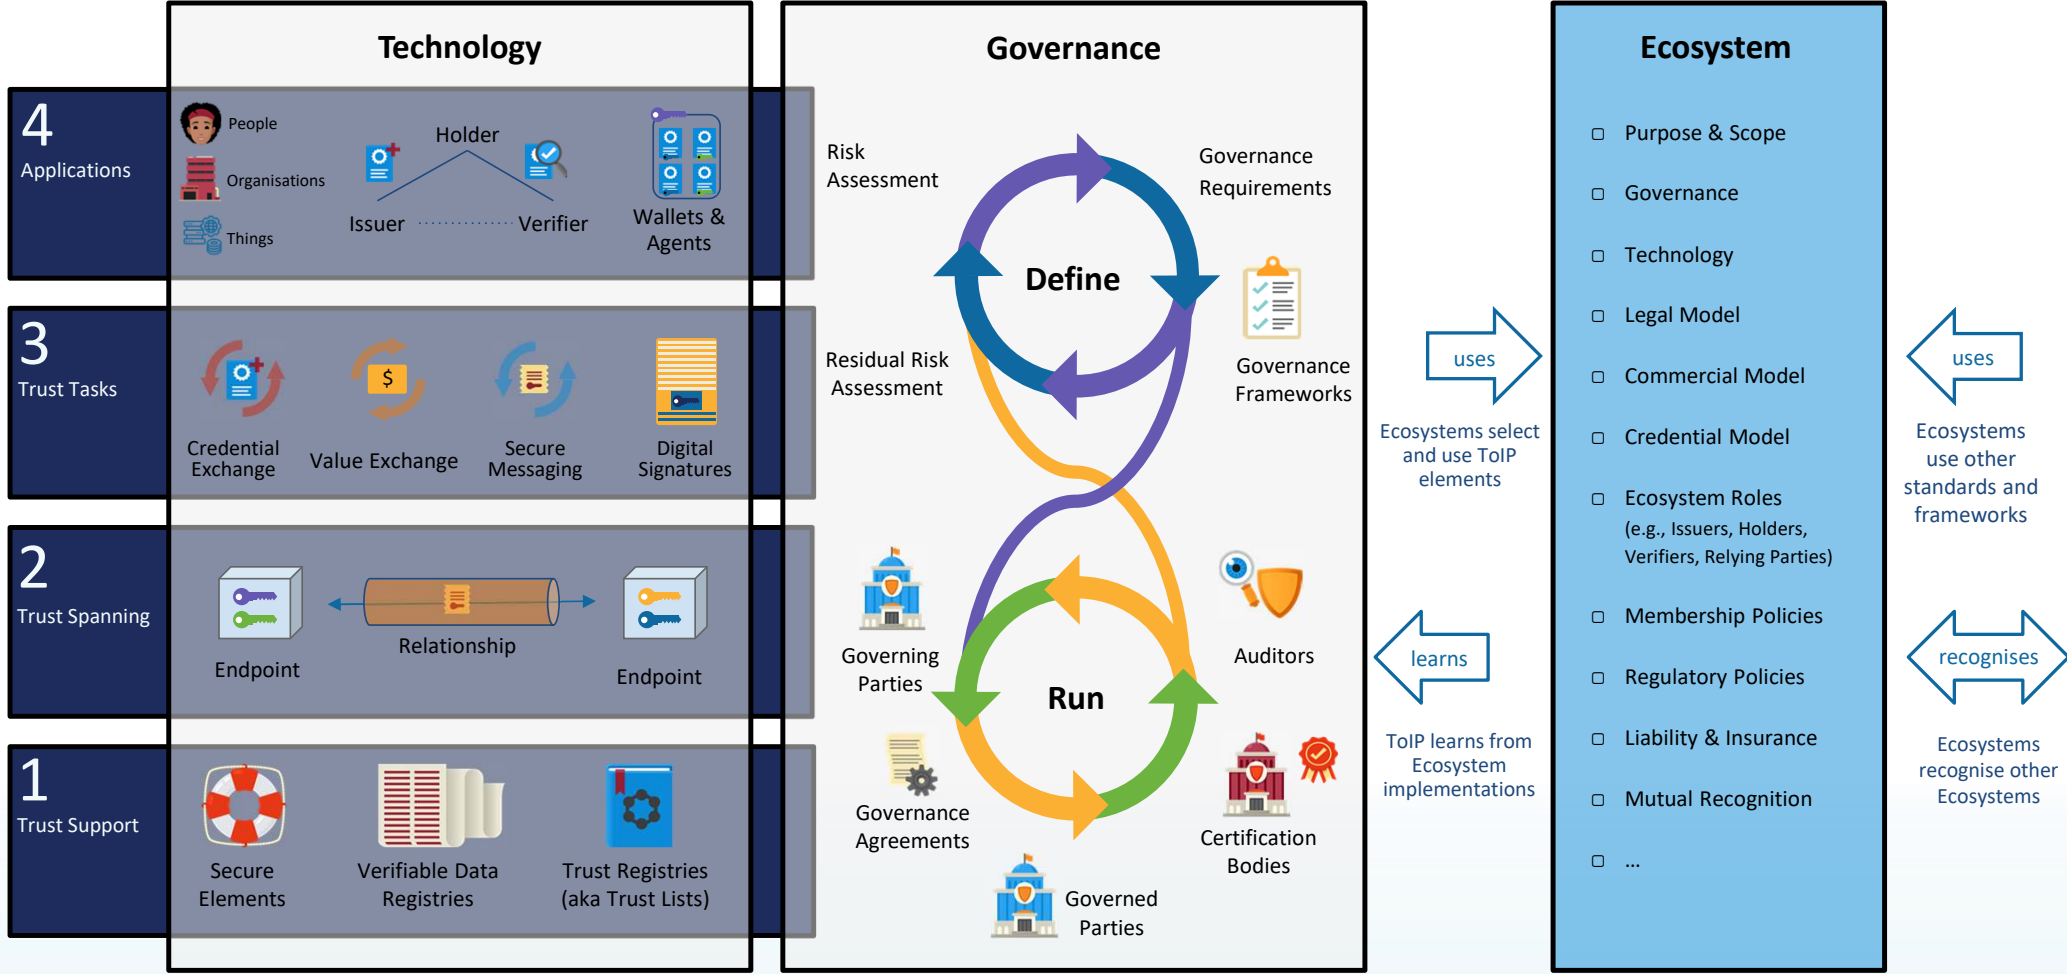 Technology
4
Applications
People
Organisations
Things
Holder
Issuer
Verifier
Wallets &
Agents
3
Trust Tasks
$
Credential
Exchange
Value Exchange
Secure
Messaging
Digital
Signatures
2
Trust Spanning
Endpoint
Relationship
Endpoint
1
Trust Support
Secure
Elements
Verifiable Data
Registries
Trust Registries
(aka Trust Lists)
Governance
Risk
Assessment
Governance
Requirements
Define
Residual Risk
Assessment
Governance
Frameworks
Governing
Parties
Auditors
Run
Governance
Agreements
Certification
Bodies
Governed
Parties
uses
Ecosystems select
and use ToIP
elements
learns
ToIP learns from
Ecosystem
implementations
Ecosystem
Purpose & Scope
Governance
Technology
Legal Model
Commercial Model
Credential Model
Ecosystem Roles
(e.g., Issuers, Holders,
Verifiers, Relying Parties)
Membership Policies
Regulatory Policies
Liability & Insurance
Mutual Recognition
...
uses
Ecosystems
use other
standards and
frameworks
recognises
Ecosystems
recognise other
Ecosystems